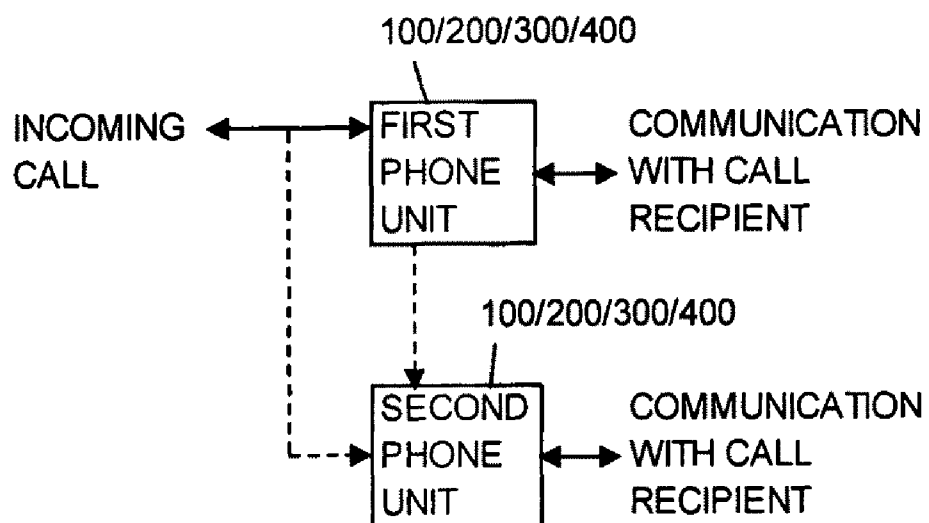 100/200/300/400
INCOMING
CALL
FIRST
PHONE
UNIT
COMMUNICATION
WITH CALL
RECIPIENT
100/200/300/400
SECOND
PHONE
UNIT
COMMUNICATION
WITH CALL
RECIPIENT